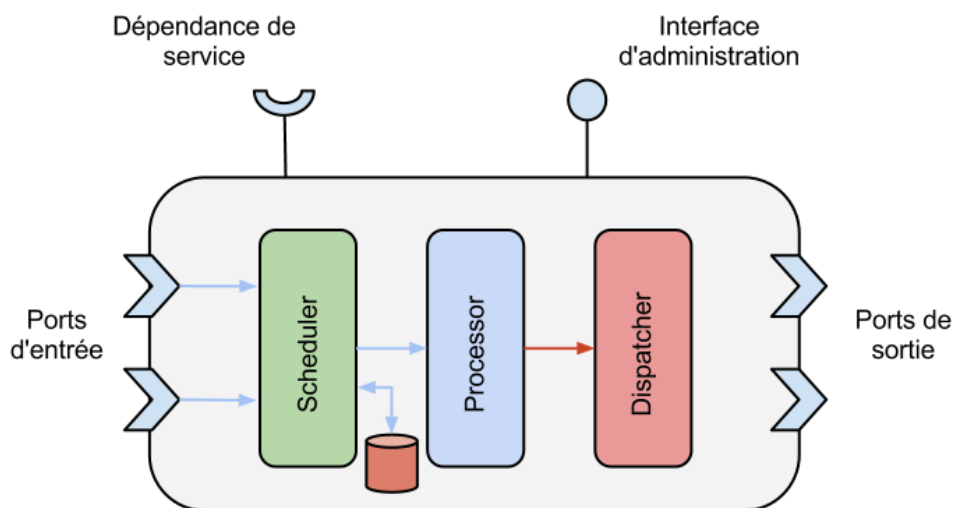 Dépendance de
service
Interface
d'administration
Ports
d'entrée
Scheduler
Processor
Dispatcher
Ports de
sortie